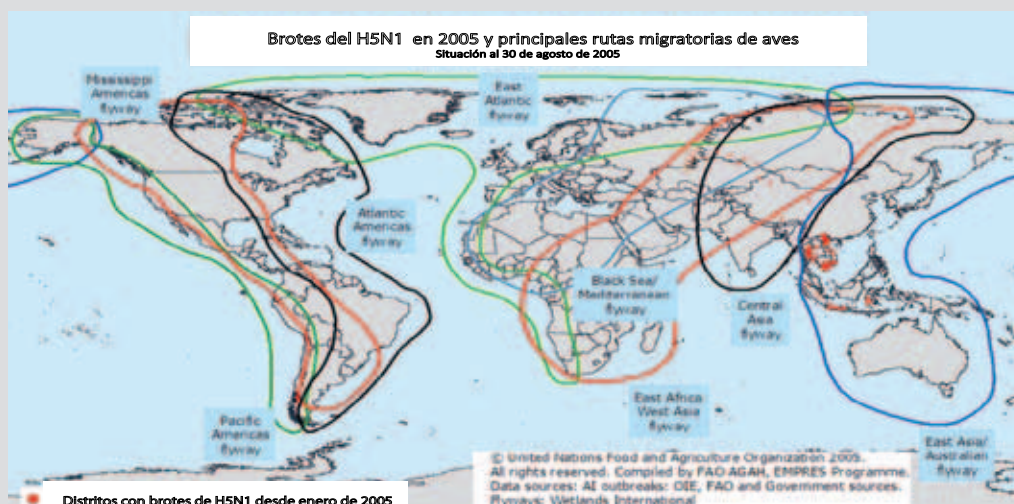 Brotes del H5N1 en 2005 y principales rutas migratorias de aves
Situación al 30 de agosto de 2005
Mississippi
Americas
flyway
East
Atlantic
flyway
Atlantic
Americas
flyway
Black Sea/
Mediterranean
flyway
Central
Asia
flyway
East Africa
West Asia
flyway
Pacific
Americas
flyway
East Asia/
Australian
flyway
© United Nations Food and Agriculture Organization 2005.
All rights reserved. Compiled by FAO AGAH, EMPRES Programme.
Data sources: AI outbreaks: OIE, FAO and Government sources.
Flyways: Wetlands International
Distritos con brotes de H5N1 desde enero de 2005